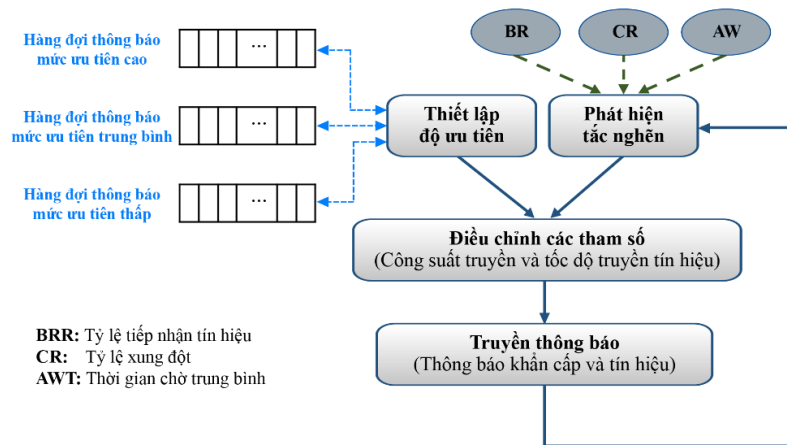 BR
CR
AW
Hàng đợi thông báo
mức ưu tiên cao
...
Hàng đợi thông báo
mức ưu tiên trung bình
...
Hàng đợi thông báo
mức ưu tiên thấp
...
Thiết lập
độ ưu tiên
Phát hiện
tắc nghẽn
Điều chỉnh các tham số
(Công suất truyền và tốc dộ truyền tín hiệu)
Truyền thông báo
(Thông báo khẩn cấp và tín hiệu)
BRR: Tỷ lệ tiếp nhận tín hiệu
CR: Tỷ lệ xung đột
AWT: Thời gian chờ trung bình